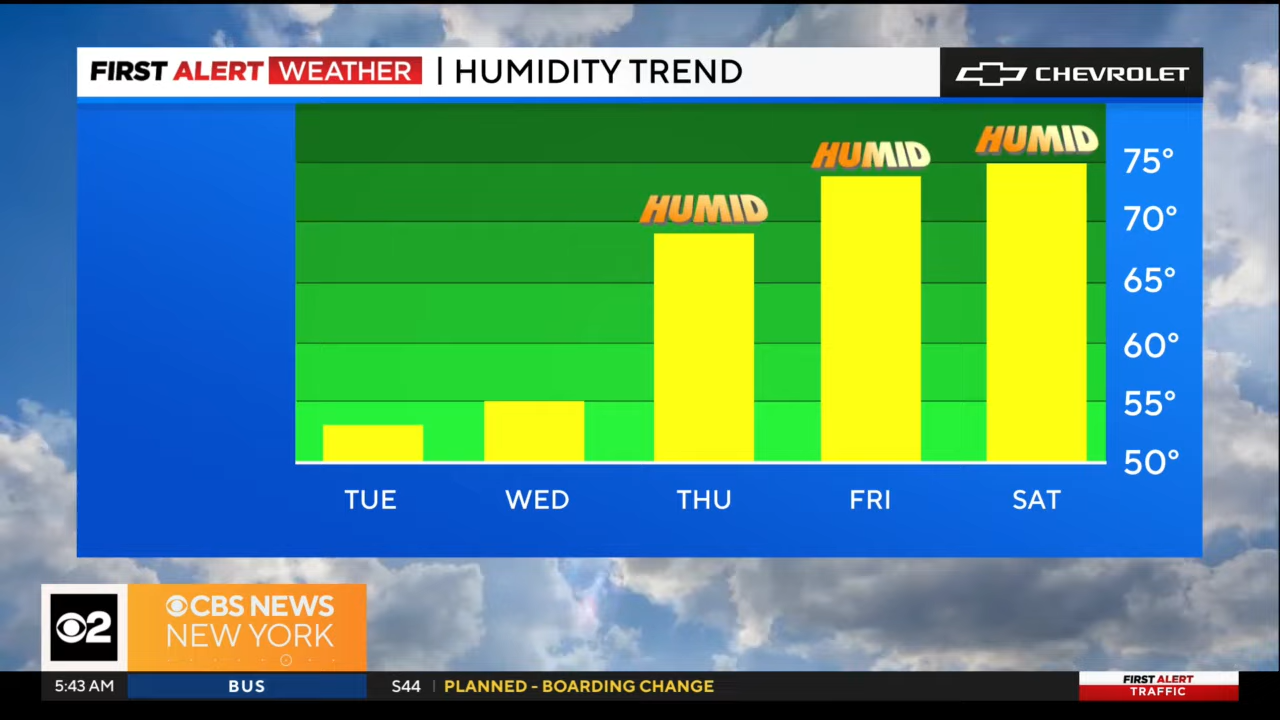 FIRST ALERT WEATHER | HUMIDITY TREND
CHEVROLET
HUMID
HUMID
HUMID
75°
70°
65°
60°
55°
50°
TUE WED THU FRI SAT
2
CBS NEWS
NEW YORK
5:43 AM BUS S44 | PLANNED - BOARDING CHANGE
FIRST ALERT
TRAFFIC